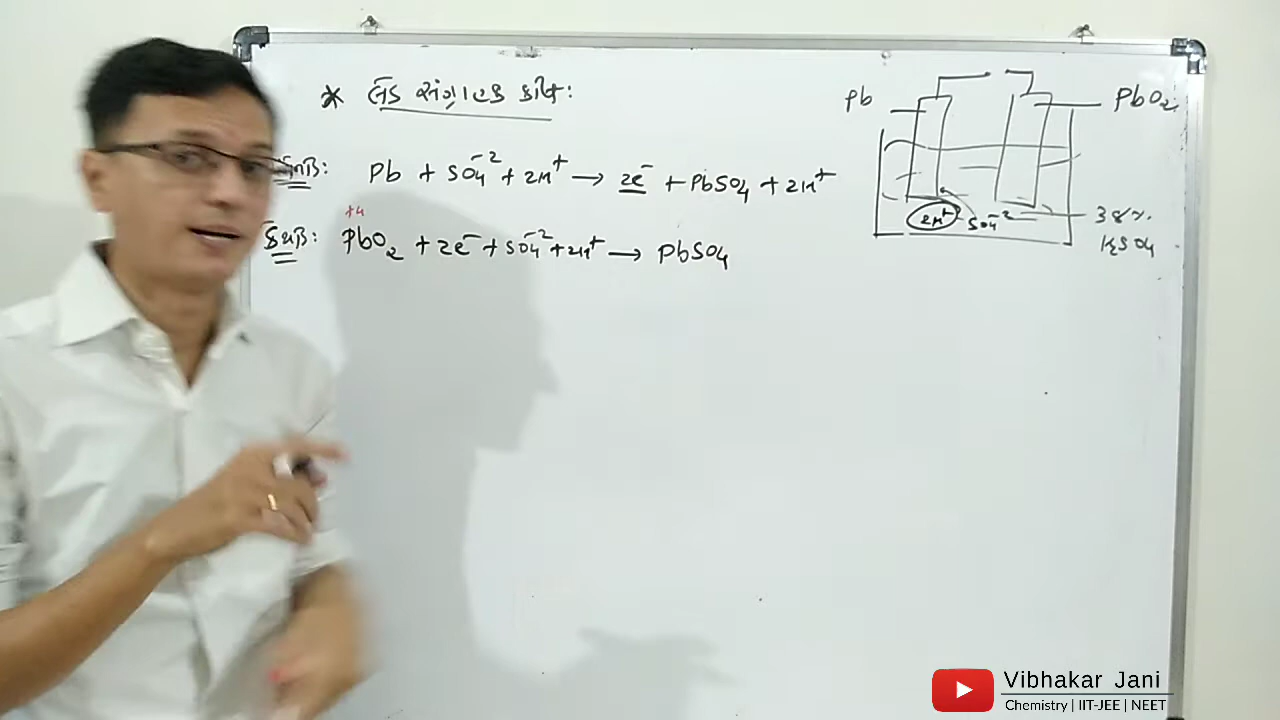 * લેડ સંગ્રાહક કોષ:
Pb + SO₄⁻² + 2H⁺ → 2e⁻ + PbSO₄ + 2H⁺
+4
PbO₂ + 2e⁻ + SO₄⁻² + 2H⁺ → PbSO₄
Pb
PbO₂
2H⁺ SO₄⁻²
38%
H₂SO₄
Vibhakar Jani
Chemistry | IIT-JEE | NEET